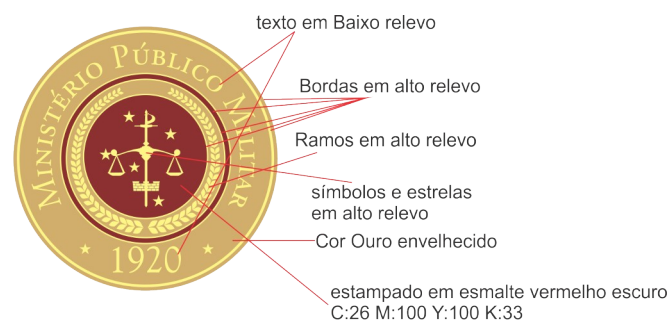 texto em Baixo relevo
Bordas em alto relevo
Ramos em alto relevo
símbolos e estrelas
em alto relevo
Cor Ouro envelhecido
estampado em esmalte vermelho escuro
C:26 M:100 Y:100 K:33
MINISTÉRIO PÚBLICO MILITAR
1920